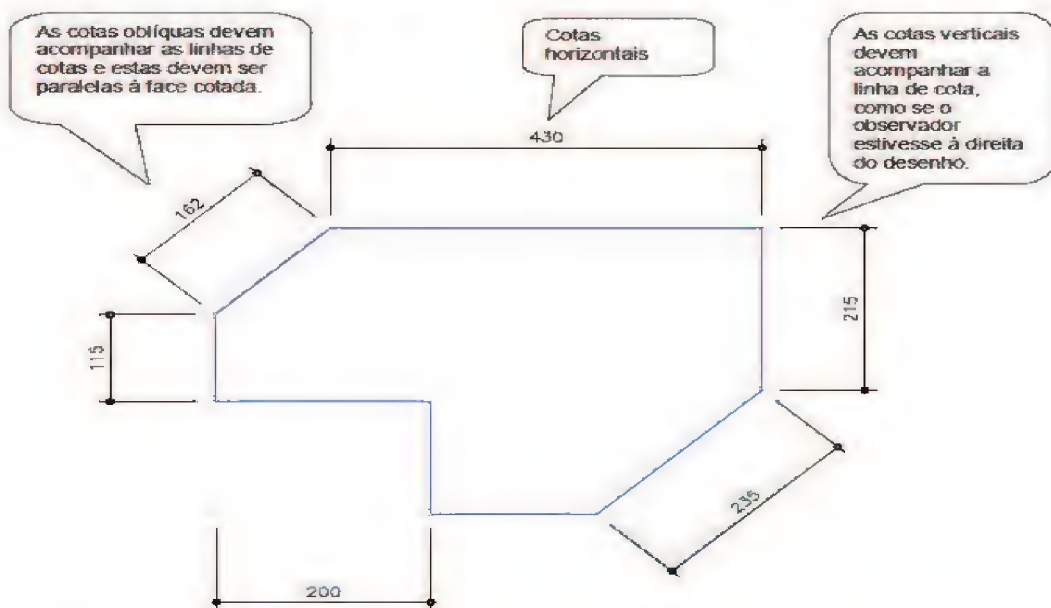 As cotas oblíquas devem
acompanhar as linhas de
cotas e estas devem ser
paralelas à face cotada.
Cotas
horizontais
As cotas verticais
devem
acompanhar a
linha de cota,
como se o
observador
estivesse à direita
do desenho.
430
162
115
215
235
200